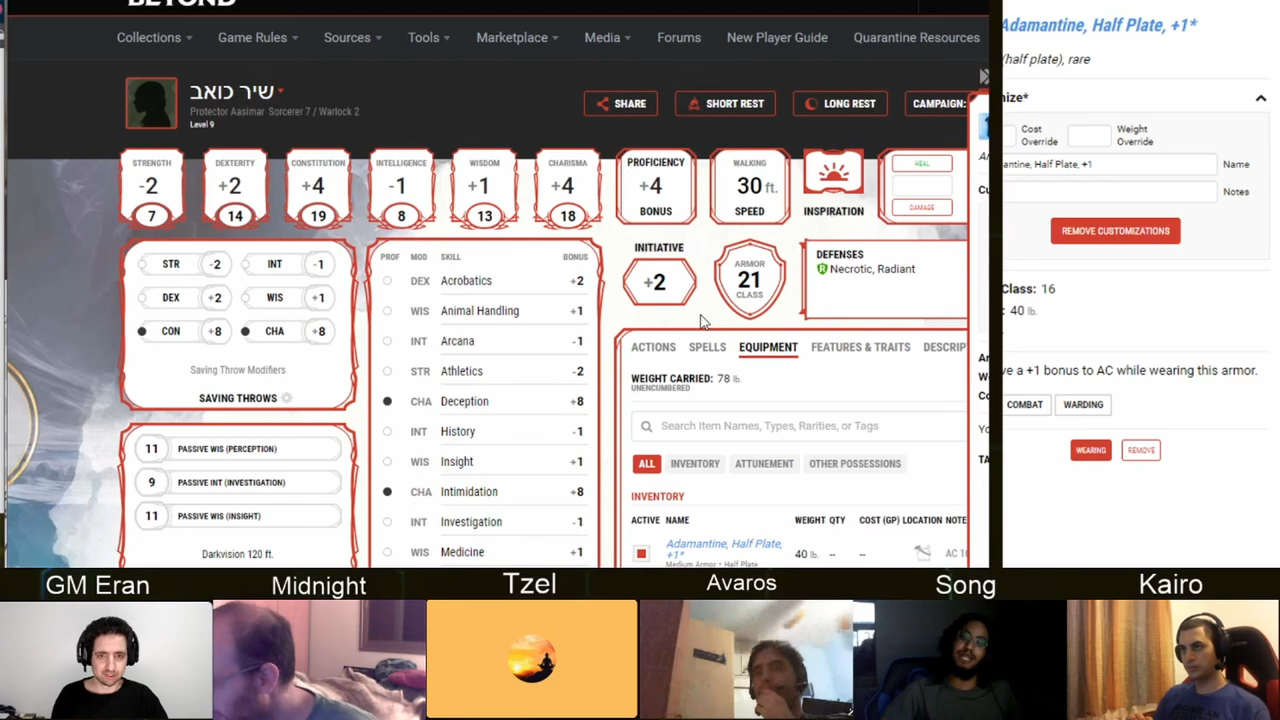 BEYOND
Collections Game Rules Sources Tools Marketplace Media Forums New Player Guide Quarantine Resources
שיר כואב
Protector Aasimar Sorcerer 7 / Warlock 2
Level 9
SHARE SHORT REST LONG REST CAMPAIGN:
STRENGTH DEXTERITY CONSTITUTION INTELLIGENCE WISDOM CHARISMA PROFICIENCY WALKING HEAL
-2 +2 +4 -1 +1 +4 +4 30 ft.
7 14 19 8 13 18 BONUS SPEED INSPIRATION DAMAGE
STR -2 INT -1
DEX +2 WIS +1
CON +8 CHA +8
Saving Throw Modifiers
SAVING THROWS
11 PASSIVE WIS (PERCEPTION)
9 PASSIVE INT (INVESTIGATION)
11 PASSIVE WIS (INSIGHT)
Darkvision 120 ft.
PROF MOD SKILL BONUS
DEX Acrobatics +2
WIS Animal Handling +1
INT Arcana -1
STR Athletics -2
CHA Deception +8
INT History -1
WIS Insight +1
CHA Intimidation +8
INT Investigation -1
WIS Medicine +1
INITIATIVE
+2
ARMOR
21
CLASS
DEFENSES
Necrotic, Radiant
ACTIONS SPELLS EQUIPMENT FEATURES & TRAITS DESCRIP
WEIGHT CARRIED: 78 lb.
UNENCUMBERED
Search Item Names, Types, Rarities, or Tags
ALL INVENTORY ATTUNEMENT OTHER POSSESSIONS
INVENTORY
ACTIVE NAME WEIGHT QTY COST (GP) LOCATION NOTE
Adamantine, Half Plate, +1* 40 lb. -- --
Medium Armor • Half Plate
Adamantine, Half Plate, +1*
(half plate), rare
nize*
Cost Override Weight Override
antine, Half Plate, +1 Name
Notes
REMOVE CUSTOMIZATIONS
Class: 16
: 40 lb.
ve a +1 bonus to AC while wearing this armor.
COMBAT WARDING
WEARING REMOVE
GM Eran Midnight Tzel Avaros Song Kairo